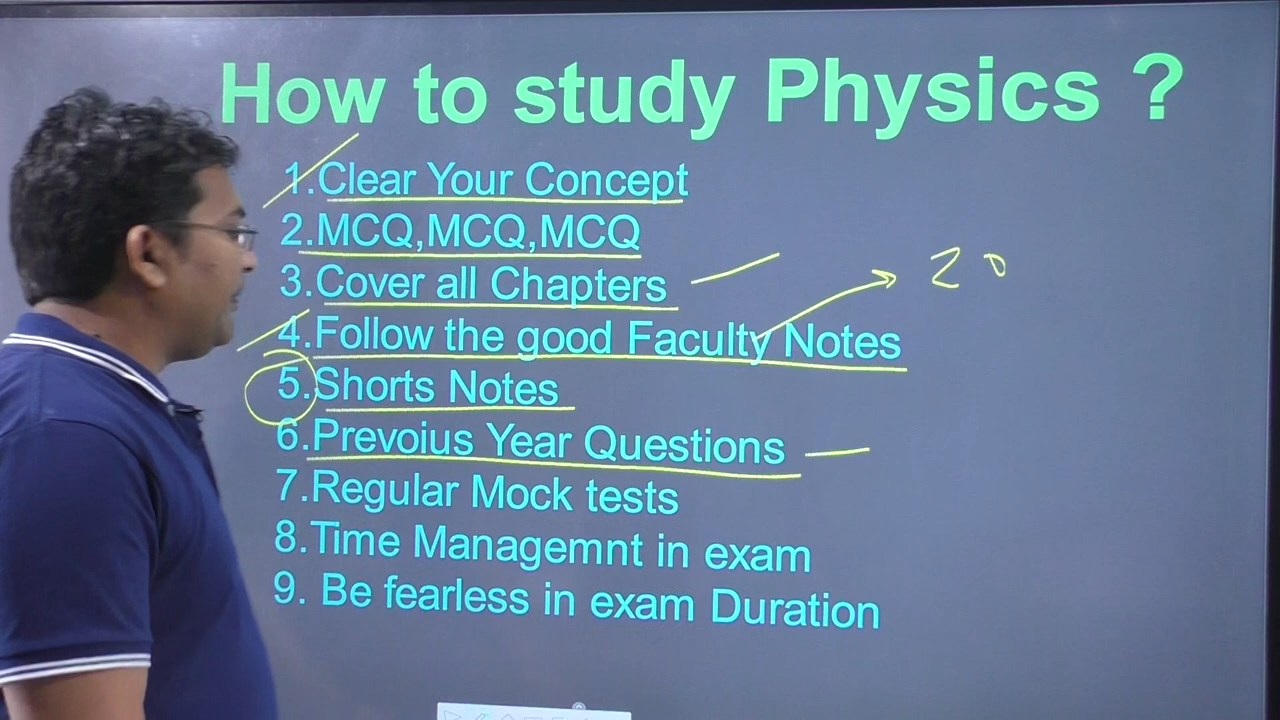 How to study Physics ?
1.Clear Your Concept
2.MCQ,MCQ,MCQ
3.Cover all Chapters
20
4.Follow the good Faculty Notes
5.Shorts Notes
6.Prevoius Year Questions
7.Regular Mock tests
8.Time Managemnt in exam
9. Be fearless in exam Duration